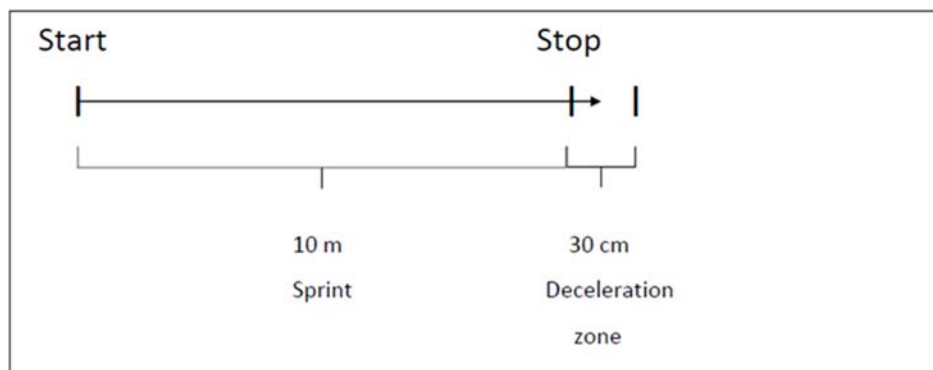 Start
Stop
10 m
Sprint
30 cm
Deceleration
zone